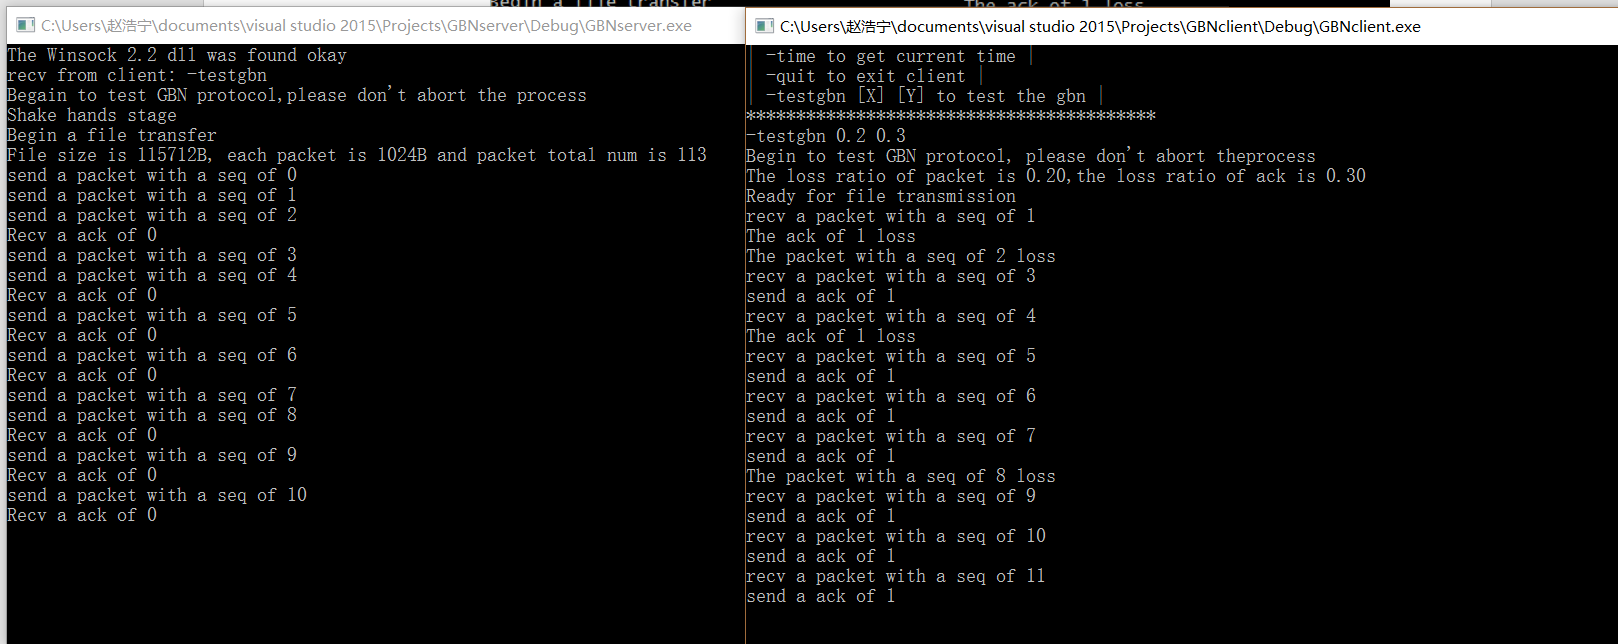 Begin a file transfer
The ack of 1 loss
C:\Users\赵浩宁\documents\visual studio 2015\Projects\GBNserver\Debug\GBNserver.exe
The Winsock 2.2 dll was found okay
recv from client: -testgbn
Begain to test GBN protocol,please don't abort the process
Shake hands stage
Begin a file transfer
File size is 115712B, each packet is 1024B and packet total num is 113
send a packet with a seq of 0
send a packet with a seq of 1
send a packet with a seq of 2
Recv a ack of 0
send a packet with a seq of 3
send a packet with a seq of 4
Recv a ack of 0
send a packet with a seq of 5
Recv a ack of 0
send a packet with a seq of 6
Recv a ack of 0
send a packet with a seq of 7
send a packet with a seq of 8
Recv a ack of 0
send a packet with a seq of 9
Recv a ack of 0
send a packet with a seq of 10
Recv a ack of 0
C:\Users\赵浩宁\documents\visual studio 2015\Projects\GBNclient\Debug\GBNclient.exe
| -time to get current time |
| -quit to exit client |
| -testgbn [X] [Y] to test the gbn |
*****************************************
-testgbn 0.2 0.3
Begin to test GBN protocol, please don't abort theprocess
The loss ratio of packet is 0.20,the loss ratio of ack is 0.30
Ready for file transmission
recv a packet with a seq of 1
The ack of 1 loss
The packet with a seq of 2 loss
recv a packet with a seq of 3
send a ack of 1
recv a packet with a seq of 4
The ack of 1 loss
recv a packet with a seq of 5
send a ack of 1
recv a packet with a seq of 6
send a ack of 1
recv a packet with a seq of 7
send a ack of 1
The packet with a seq of 8 loss
recv a packet with a seq of 9
send a ack of 1
recv a packet with a seq of 10
send a ack of 1
recv a packet with a seq of 11
send a ack of 1